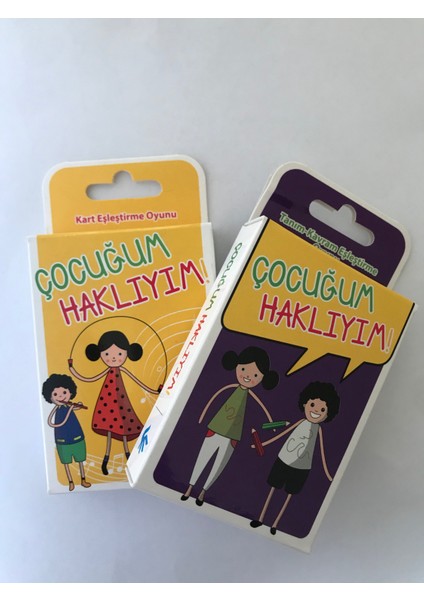 Kart Eşleştirme Oyunu
ÇOCUĞUM
HAKLIYIM!
Tanım-Kavram Eşleştirme
ÇOCUĞUM
HAKLIYIM!
ÇOCUĞUM HAKLIYIM!